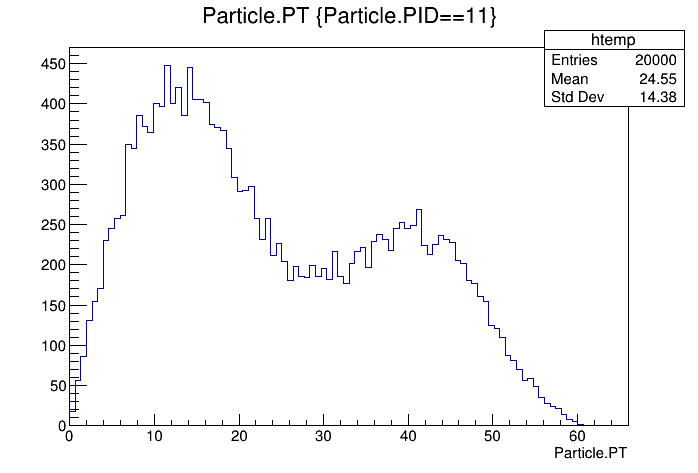 Particle.PT {Particle.PID==11}
htemp
Entries 20000
Mean 24.55
Std Dev 14.38
450
400
350
300
250
200
150
100
50
0
0 10 20 30 40 50 60
Particle.PT